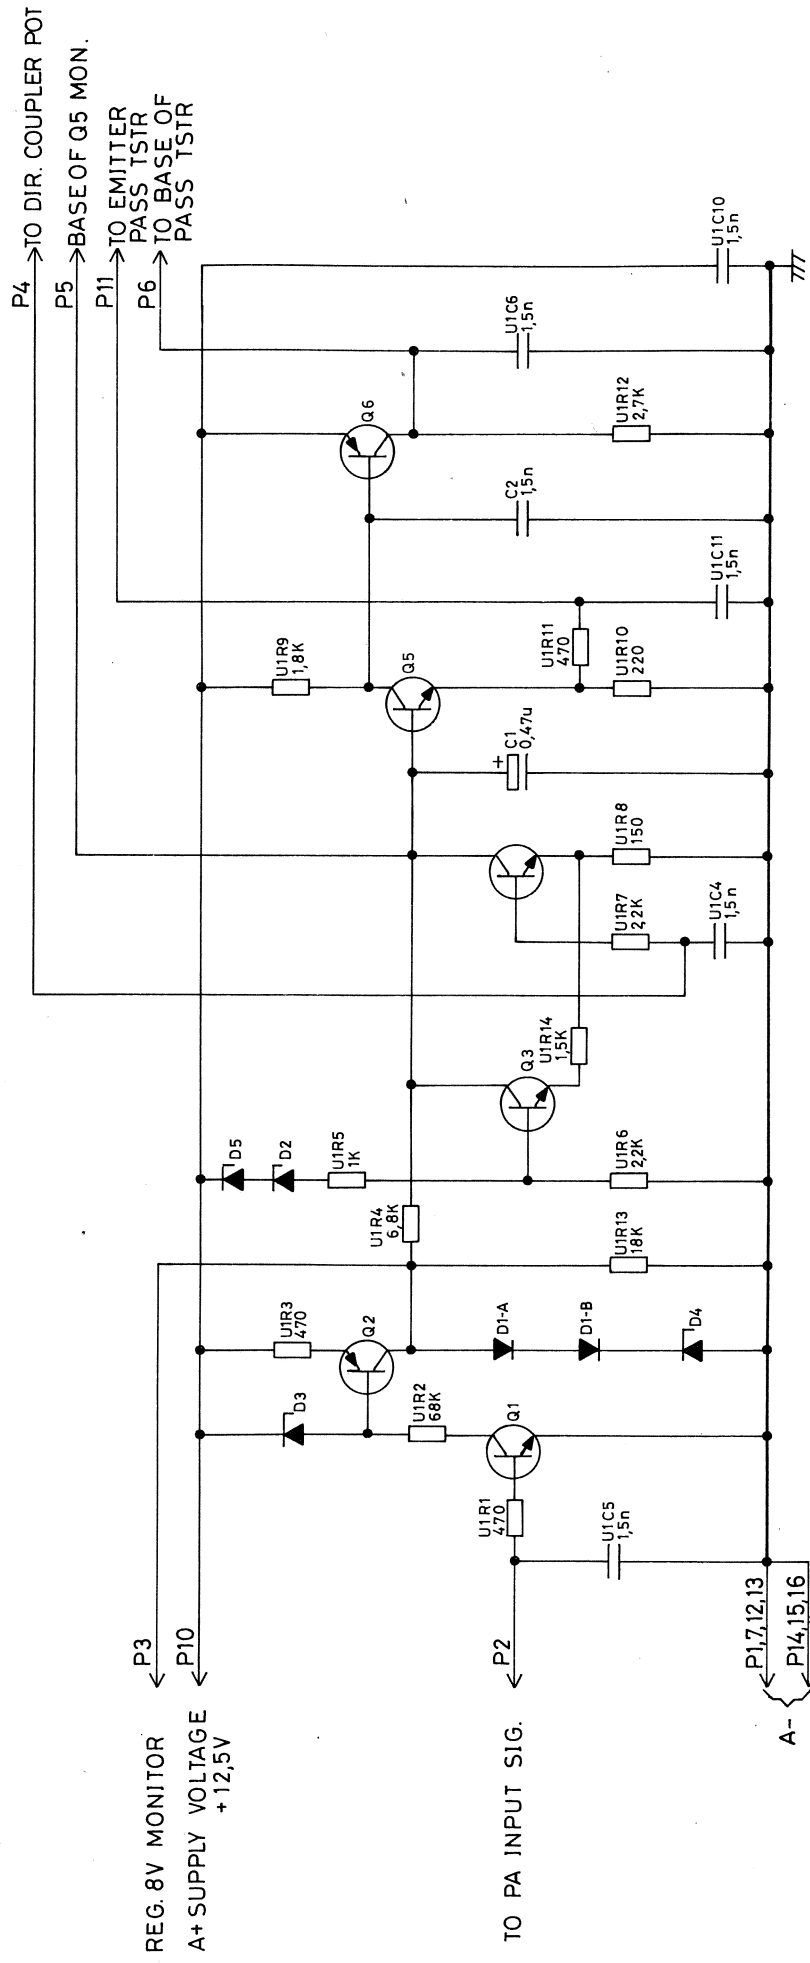 P4
TO DIR. COUPLER POT
P5
BASE OF Q5 MON.
P11
TO EMITTER
PASS TSTR
P6
TO BASE OF
PASS TSTR
REG. 8V MONITOR
P3
A+ SUPPLY VOLTAGE
+12,5V
P10
TO PA INPUT SIG.
P2
A-
P1,7,12,13
P14,15,16
U1R1
470
U1C5
1,5n
D3
U1R2
68K
Q1
U1R3
470
Q2
D1-A
D1-B
D4
U1R4
6,8K
U1R13
18K
D5
D2
U1R5
1K
U1R6
2,2K
Q3
U1R14
1,5K
U1R7
2,2K
U1C4
1,5n
U1R8
150
+
C1
0,47u
U1R9
1,8K
Q5
U1R11
470
U1R10
220
U1C11
1,5n
C2
1,5n
Q6
U1R12
2,7K
U1C6
1,5n
U1C10
1,5n